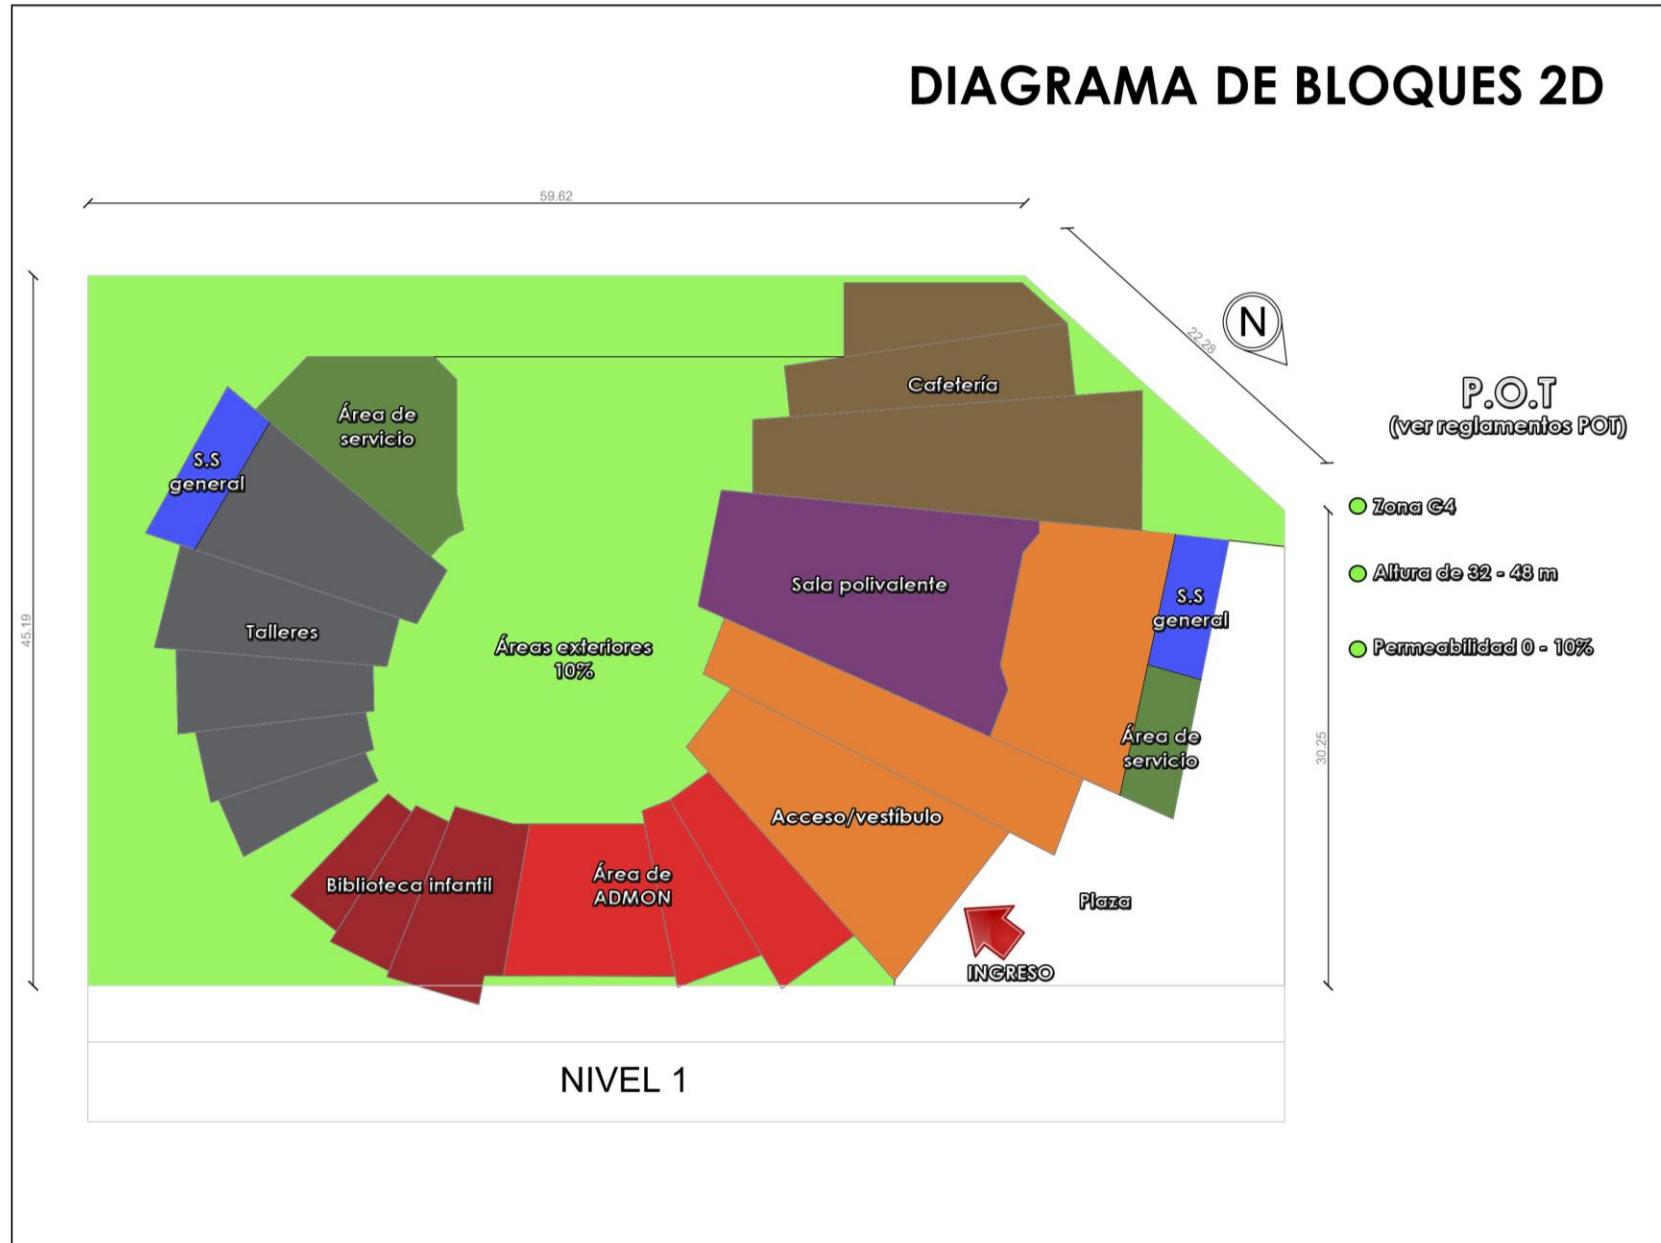 DIAGRAMA DE BLOQUES 2D
59.62
22.28
N
P.O.T
(ver reglamentos POT)
Cafetería
Área de
servicio
S.S
general
Zona G4
Altura de 32 - 48 m
Sala polivalente
S.S
general
Talleres
45.19
Áreas exteriores
10%
Permeabilidad 0 - 10%
Área de
servicio
30.25
Acceso/vestíbulo
Biblioteca infantil
Área de
ADMON
Plaza
INGRESO
NIVEL 1